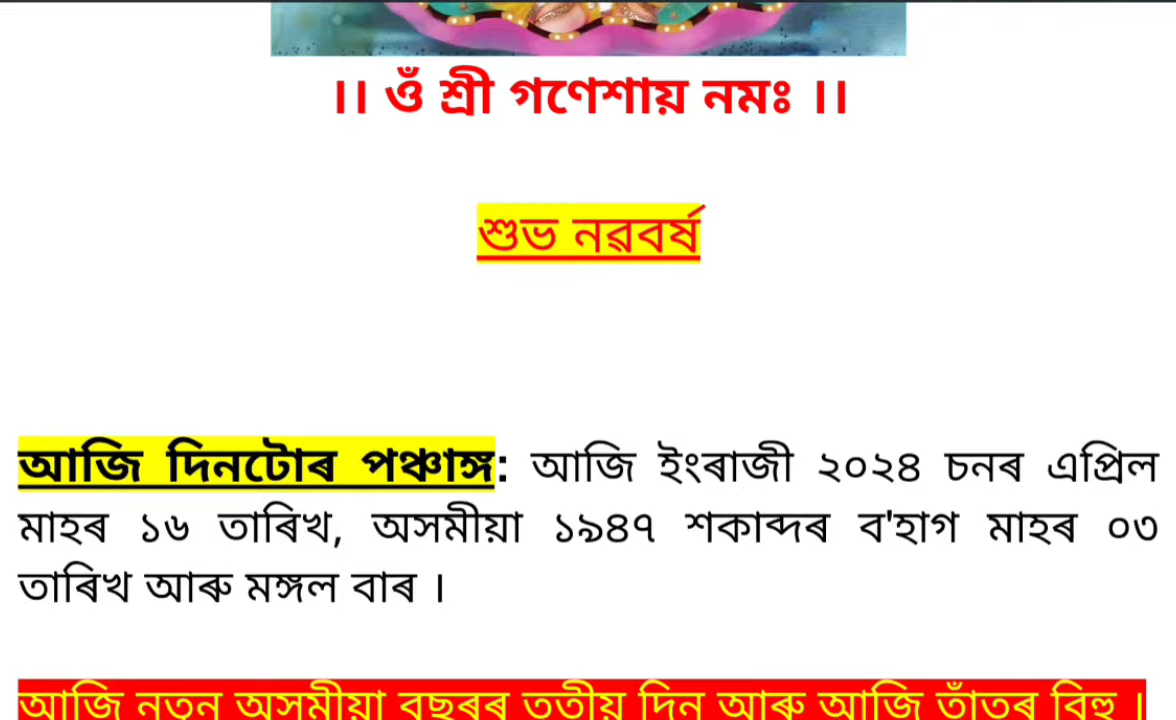 ।। ওঁ শ্ৰী গণেশায় নমঃ ।।
শুভ নৱবৰ্ষ
আজি দিনটোৰ পঞ্চাঙ্গ: আজি ইংৰাজী ২০২৪ চনৰ এপ্ৰিল
মাহৰ ১৬ তাৰিখ, অসমীয়া ১৯৪৭ শকাব্দৰ ব'হাগ মাহৰ ০৩
তাৰিখ আৰু মঙ্গল বাৰ ।
আজি নতুন অসমীয়া বছৰৰ তৃতীয় দিন আৰু আজি তাঁতৰ বিহু ।